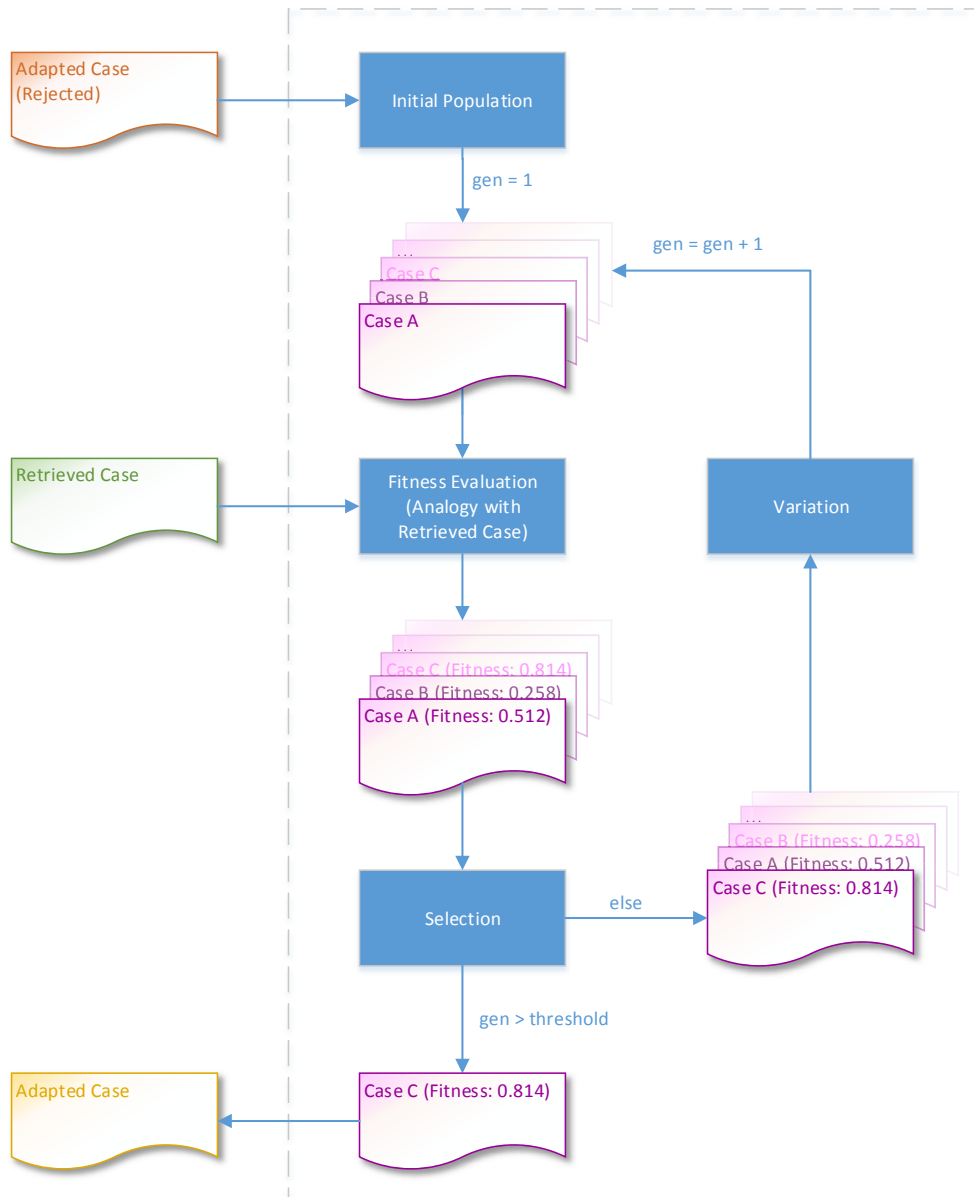 Adapted Case
(Rejected)
Initial Population
gen = 1
gen = gen + 1
...
Case C
Case B
Case A
Retrieved Case
Fitness Evaluation
(Analogy with
Retrieved Case)
Variation
...
Case C (Fitness: 0.814)
Case B (Fitness: 0.258)
Case A (Fitness: 0.512)
...
Case B (Fitness: 0.258)
Case A (Fitness: 0.512)
Case C (Fitness: 0.814)
Selection
else
gen > threshold
Adapted Case
Case C (Fitness: 0.814)